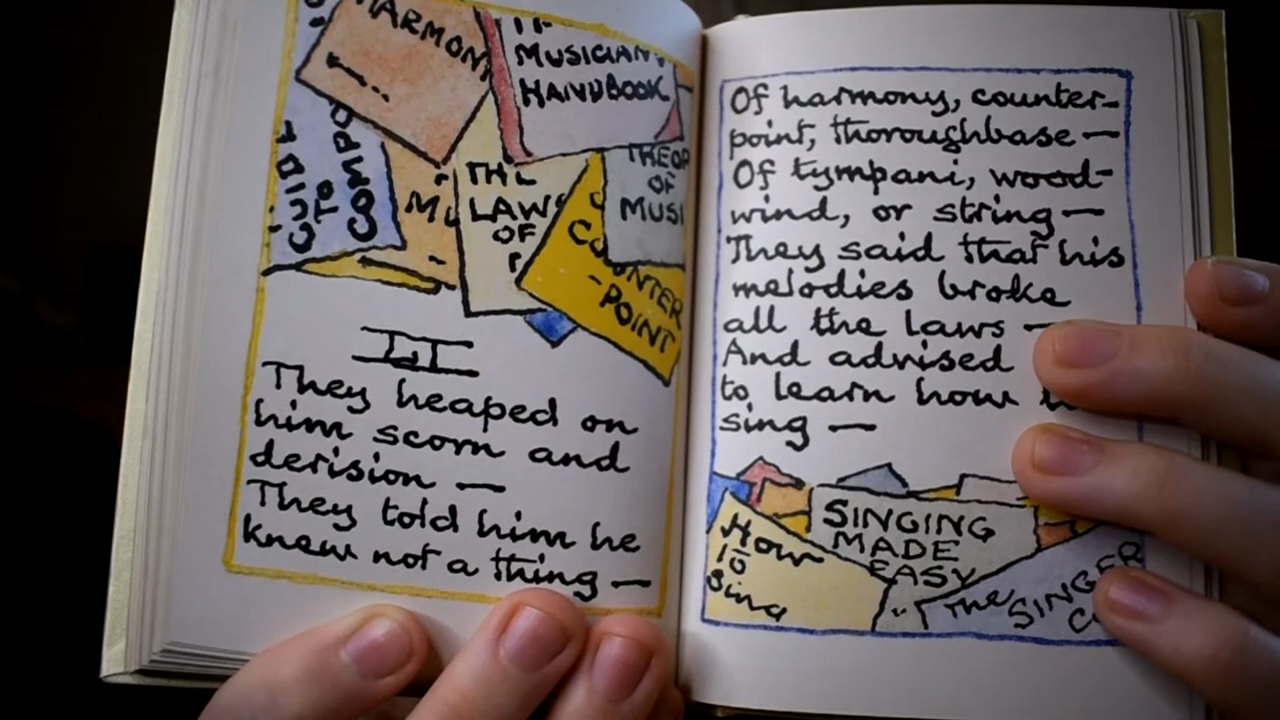 HARMONY
MUSICIAN'S
HANDBOOK
GUIDE
TO
THE
LAWS
OF
THEORY
OF
MUSIC
COUNTER
-POINT
II
They heaped on
him scorn and
derision —
They told him he
knew not a thing —
Of harmony, counter-
point, thoroughbase —
Of tympani, wood-
wind, or string —
They said that his
melodies broke
all the laws —
And advised
to learn how
sing —
How
to
Sing
SINGING
MADE
EASY
The SINGER